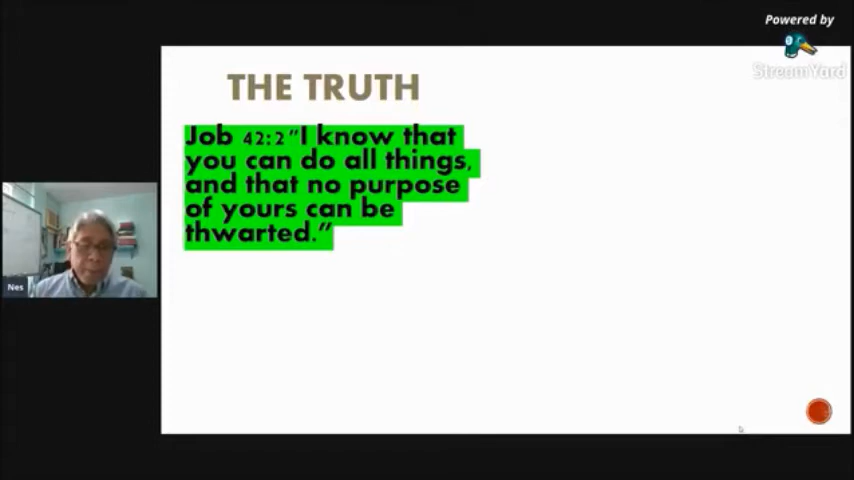 Powered by
StreamYard
THE TRUTH
Job 42:2 "I know that
you can do all things,
and that no purpose
of yours can be
thwarted."
Nes